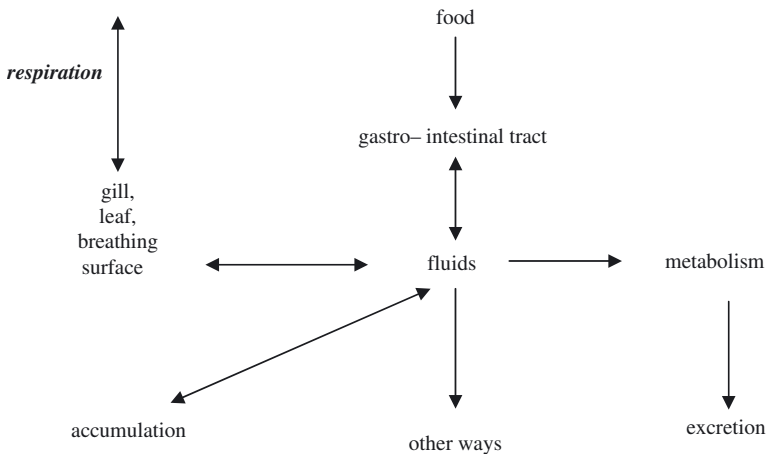 food
respiration
gastro– intestinal tract
gill,
leaf,
breathing
surface
fluids
metabolism
accumulation
other ways
excretion